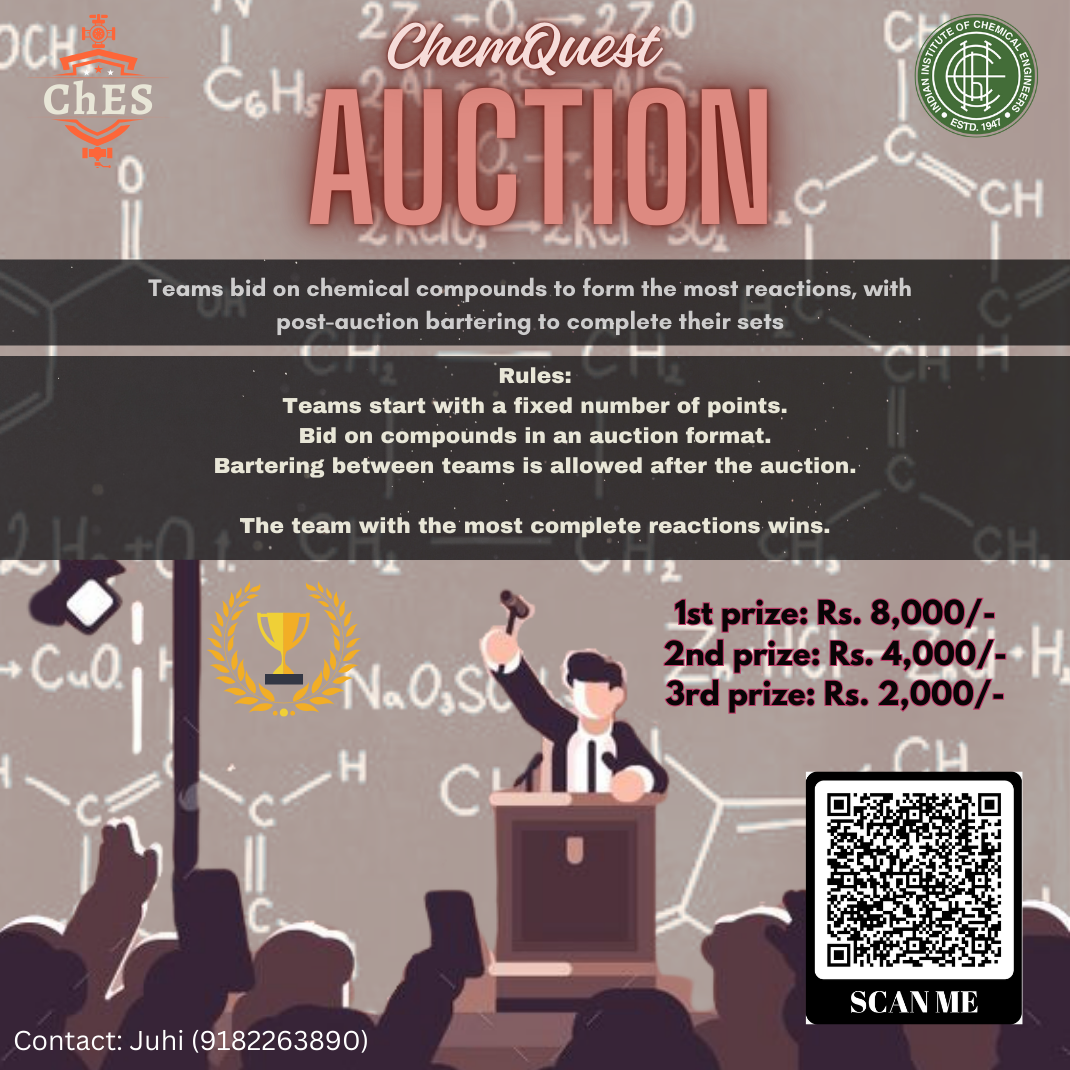 ChemQuest
AUCTION
ChES
INDIAN INSTITUTE OF CHEMICAL ENGINEERS
ESTD. 1947
Teams bid on chemical compounds to form the most reactions, with
post-auction bartering to complete their sets
Rules:
Teams start with a fixed number of points.
Bid on compounds in an auction format.
Bartering between teams is allowed after the auction.
The team with the most complete reactions wins.
1st prize: Rs. 8,000/-
2nd prize: Rs. 4,000/-
3rd prize: Rs. 2,000/-
SCAN ME
Contact: Juhi (9182263890)